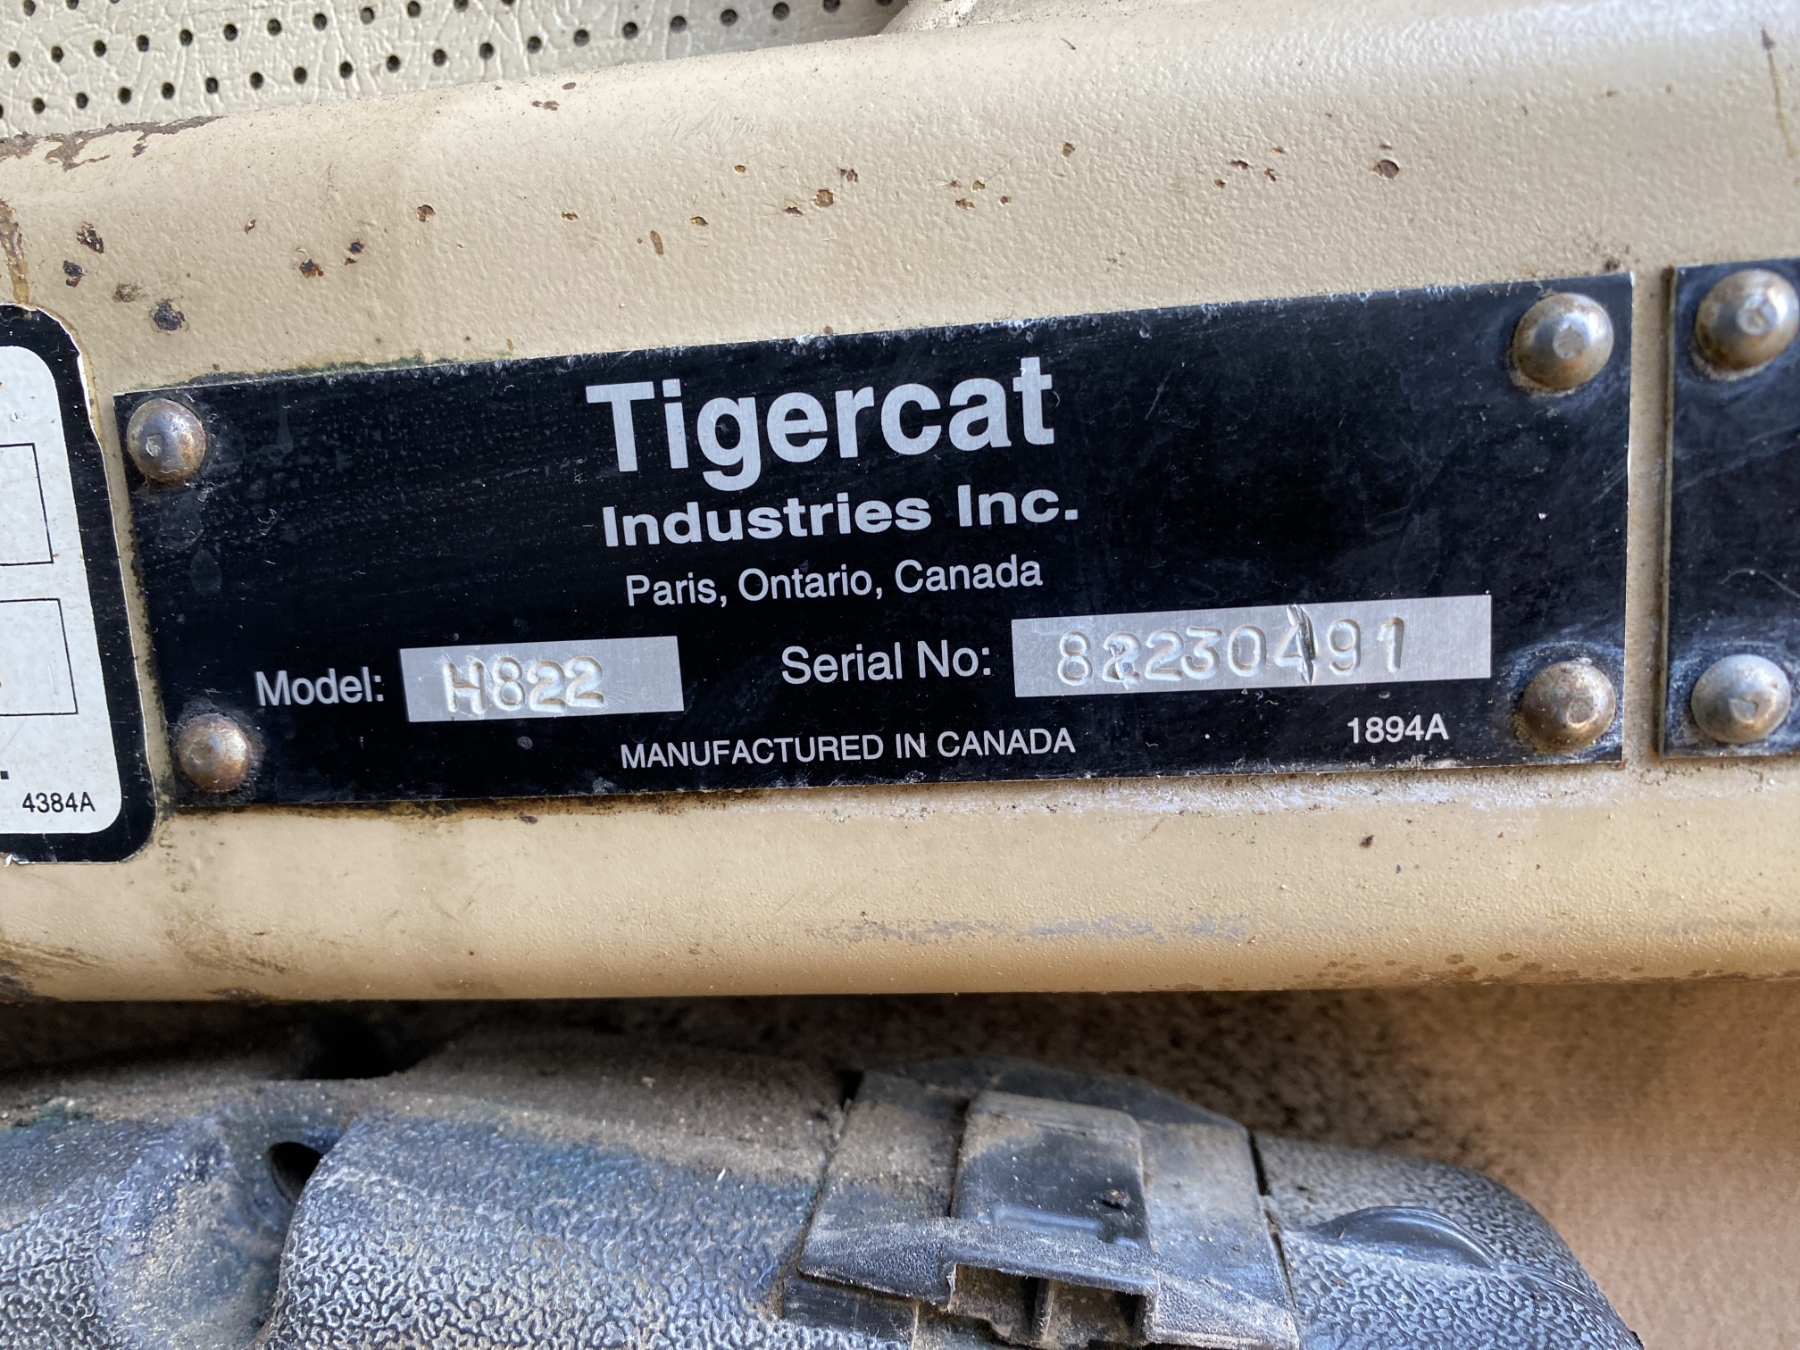 Tigercat
Industries Inc.
Paris, Ontario, Canada
Model: H822 Serial No: 82230491
MANUFACTURED IN CANADA 1894A
4384A